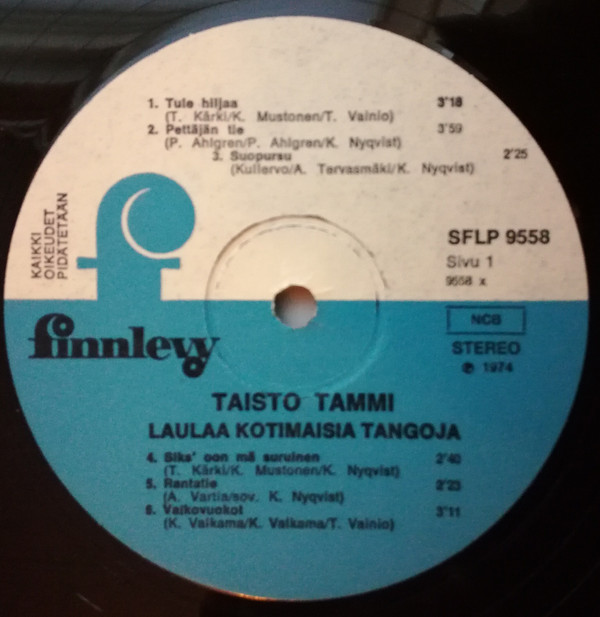 1. Tule hiljaa 3'18
(T. Kärki/K. Mustonen/T. Vainio)
2. Pettäjän tie 3'59
(P. Ahlgren/P. Ahlgren/K. Nyqvist)
3. Suopursu 2'25
(Kullervo/A. Tervasmäki/K. Nyqvist)
KAIKKI
OIKEUDET
PIDÄTETÄÄN
SFLP 9558
Sivu 1
9558 x
finnlevy
NCB
STEREO
℗ 1974
TAISTO TAMMI
LAULAA KOTIMAISIA TANGOJA
4. Siks' oon mä suruinen 2'40
(T. Kärki/K. Mustonen/K. Nyqvist)
5. Rantatie 2'23
(A. Vartia/sov. K. Nyqvist)
6. Valkovuokot 3'11
(K. Valkama/K. Valkama/T. Vainio)